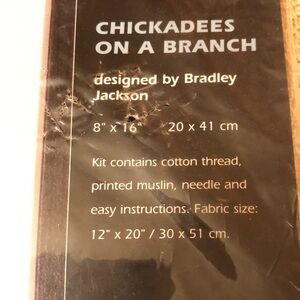 CHICKADEES
ON A BRANCH
designed by Bradley
Jackson
8" x 16" 20 x 41 cm
Kit contains cotton thread,
printed muslin, needle and
easy instructions. Fabric size:
12" x 20" / 30 x 51 cm.